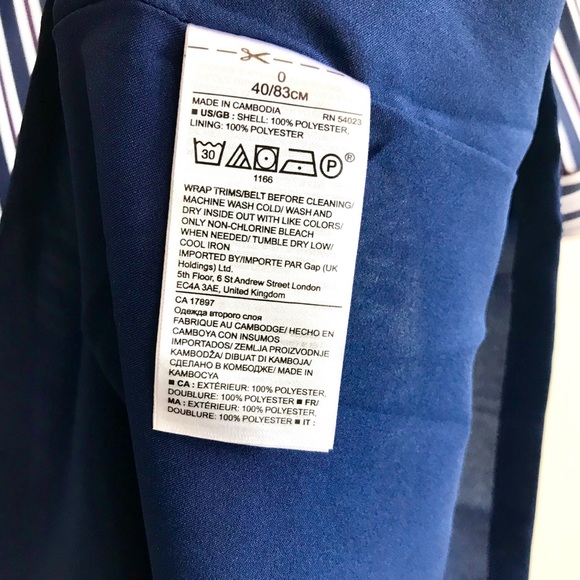 0
40/83CM
MADE IN CAMBODIA RN 54023
■ US/GB : SHELL: 100% POLYESTER,
LINING: 100% POLYESTER
30 P ®
1166
WRAP TRIMS/BELT BEFORE CLEANING/
MACHINE WASH COLD/ WASH AND
DRY INSIDE OUT WITH LIKE COLORS/
ONLY NON-CHLORINE BLEACH
WHEN NEEDED/ TUMBLE DRY LOW/
COOL IRON
IMPORTED BY/IMPORTE PAR Gap (UK
Holdings) Ltd.
5th Floor, 6 St Andrew Street London
EC4A 3AE, United Kingdom
CA 17897
Одежда второго слоя
FABRIQUE AU CAMBODGE/ HECHO EN
CAMBOYA CON INSUMOS
IMPORTADOS/ ZEMLJA PROIZVODNJE
KAMBODŽA/ DIBUAT DI KAMBOJA/
СДЕЛАНО В КОМБОДЖЕ/ MADE IN
KAMBOÇYA
■ CA : EXTÉRIEUR: 100% POLYESTER,
DOUBLURE: 100% POLYESTER ■ FR/
MA : EXTÉRIEUR: 100% POLYESTER,
DOUBLURE: 100% POLYESTER ■ IT :